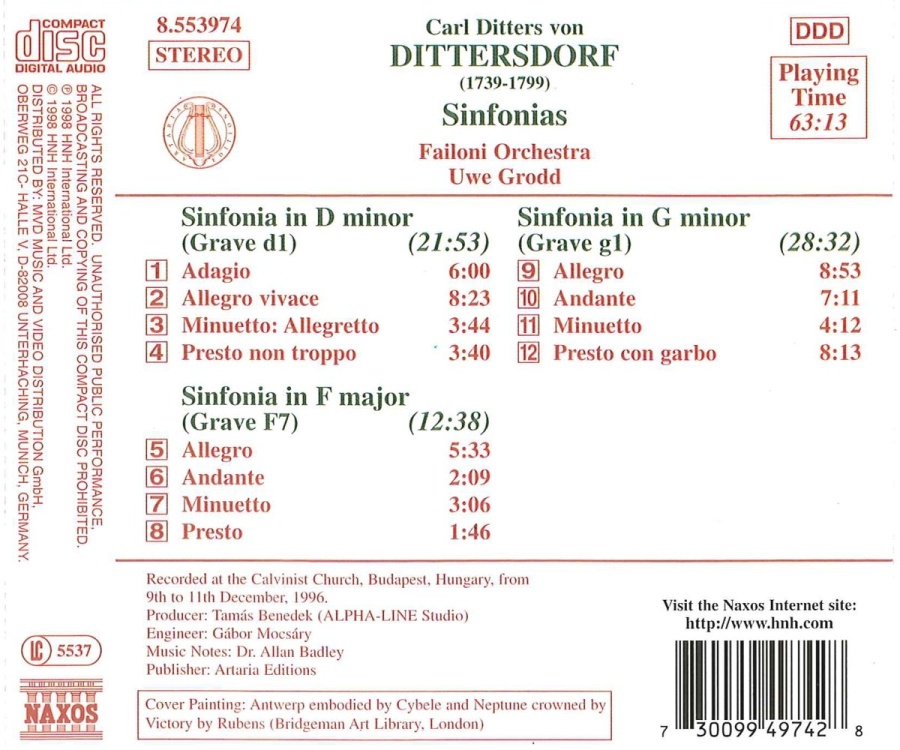 COMPACT
disc
DIGITAL AUDIO
8.553974
STEREO
ARTARIA EDITIONS
Carl Ditters von
DITTERSDORF
(1739-1799)
Sinfonias
Failoni Orchestra
Uwe Grodd
DDD
Playing
Time
63:13
Sinfonia in D minor
(Grave d1) (21:53)
1 Adagio 6:00
2 Allegro vivace 8:23
3 Minuetto: Allegretto 3:44
4 Presto non troppo 3:40
Sinfonia in F major
(Grave F7) (12:38)
5 Allegro 5:33
6 Andante 2:09
7 Minuetto 3:06
8 Presto 1:46
Sinfonia in G minor
(Grave g1) (28:32)
9 Allegro 8:53
10 Andante 7:11
11 Minuetto 4:12
12 Presto con garbo 8:13
Recorded at the Calvinist Church, Budapest, Hungary, from
9th to 11th December, 1996.
Producer: Tamás Benedek (ALPHA-LINE Studio)
Engineer: Gábor Mocsáry
Music Notes: Dr. Allan Badley
Publisher: Artaria Editions
Cover Painting: Antwerp embodied by Cybele and Neptune crowned by
Victory by Rubens (Bridgeman Art Library, London)
Visit the Naxos Internet site:
http://www.hnh.com
7 30099 49742 8
ALL RIGHTS RESERVED. UNAUTHORISED PUBLIC PERFORMANCE,
BROADCASTING AND COPYING OF THIS COMPACT DISC PROHIBITED.
℗ 1998 HNH International Ltd.
© 1998 HNH International Ltd.
DISTRIBUTED BY: MVD MUSIC AND VIDEO DISTRIBUTION GmbH,
OBERWEG 21C- HALLE V, D-82008 UNTERHACHING, MUNICH, GERMANY.
LC 5537
NAXOS